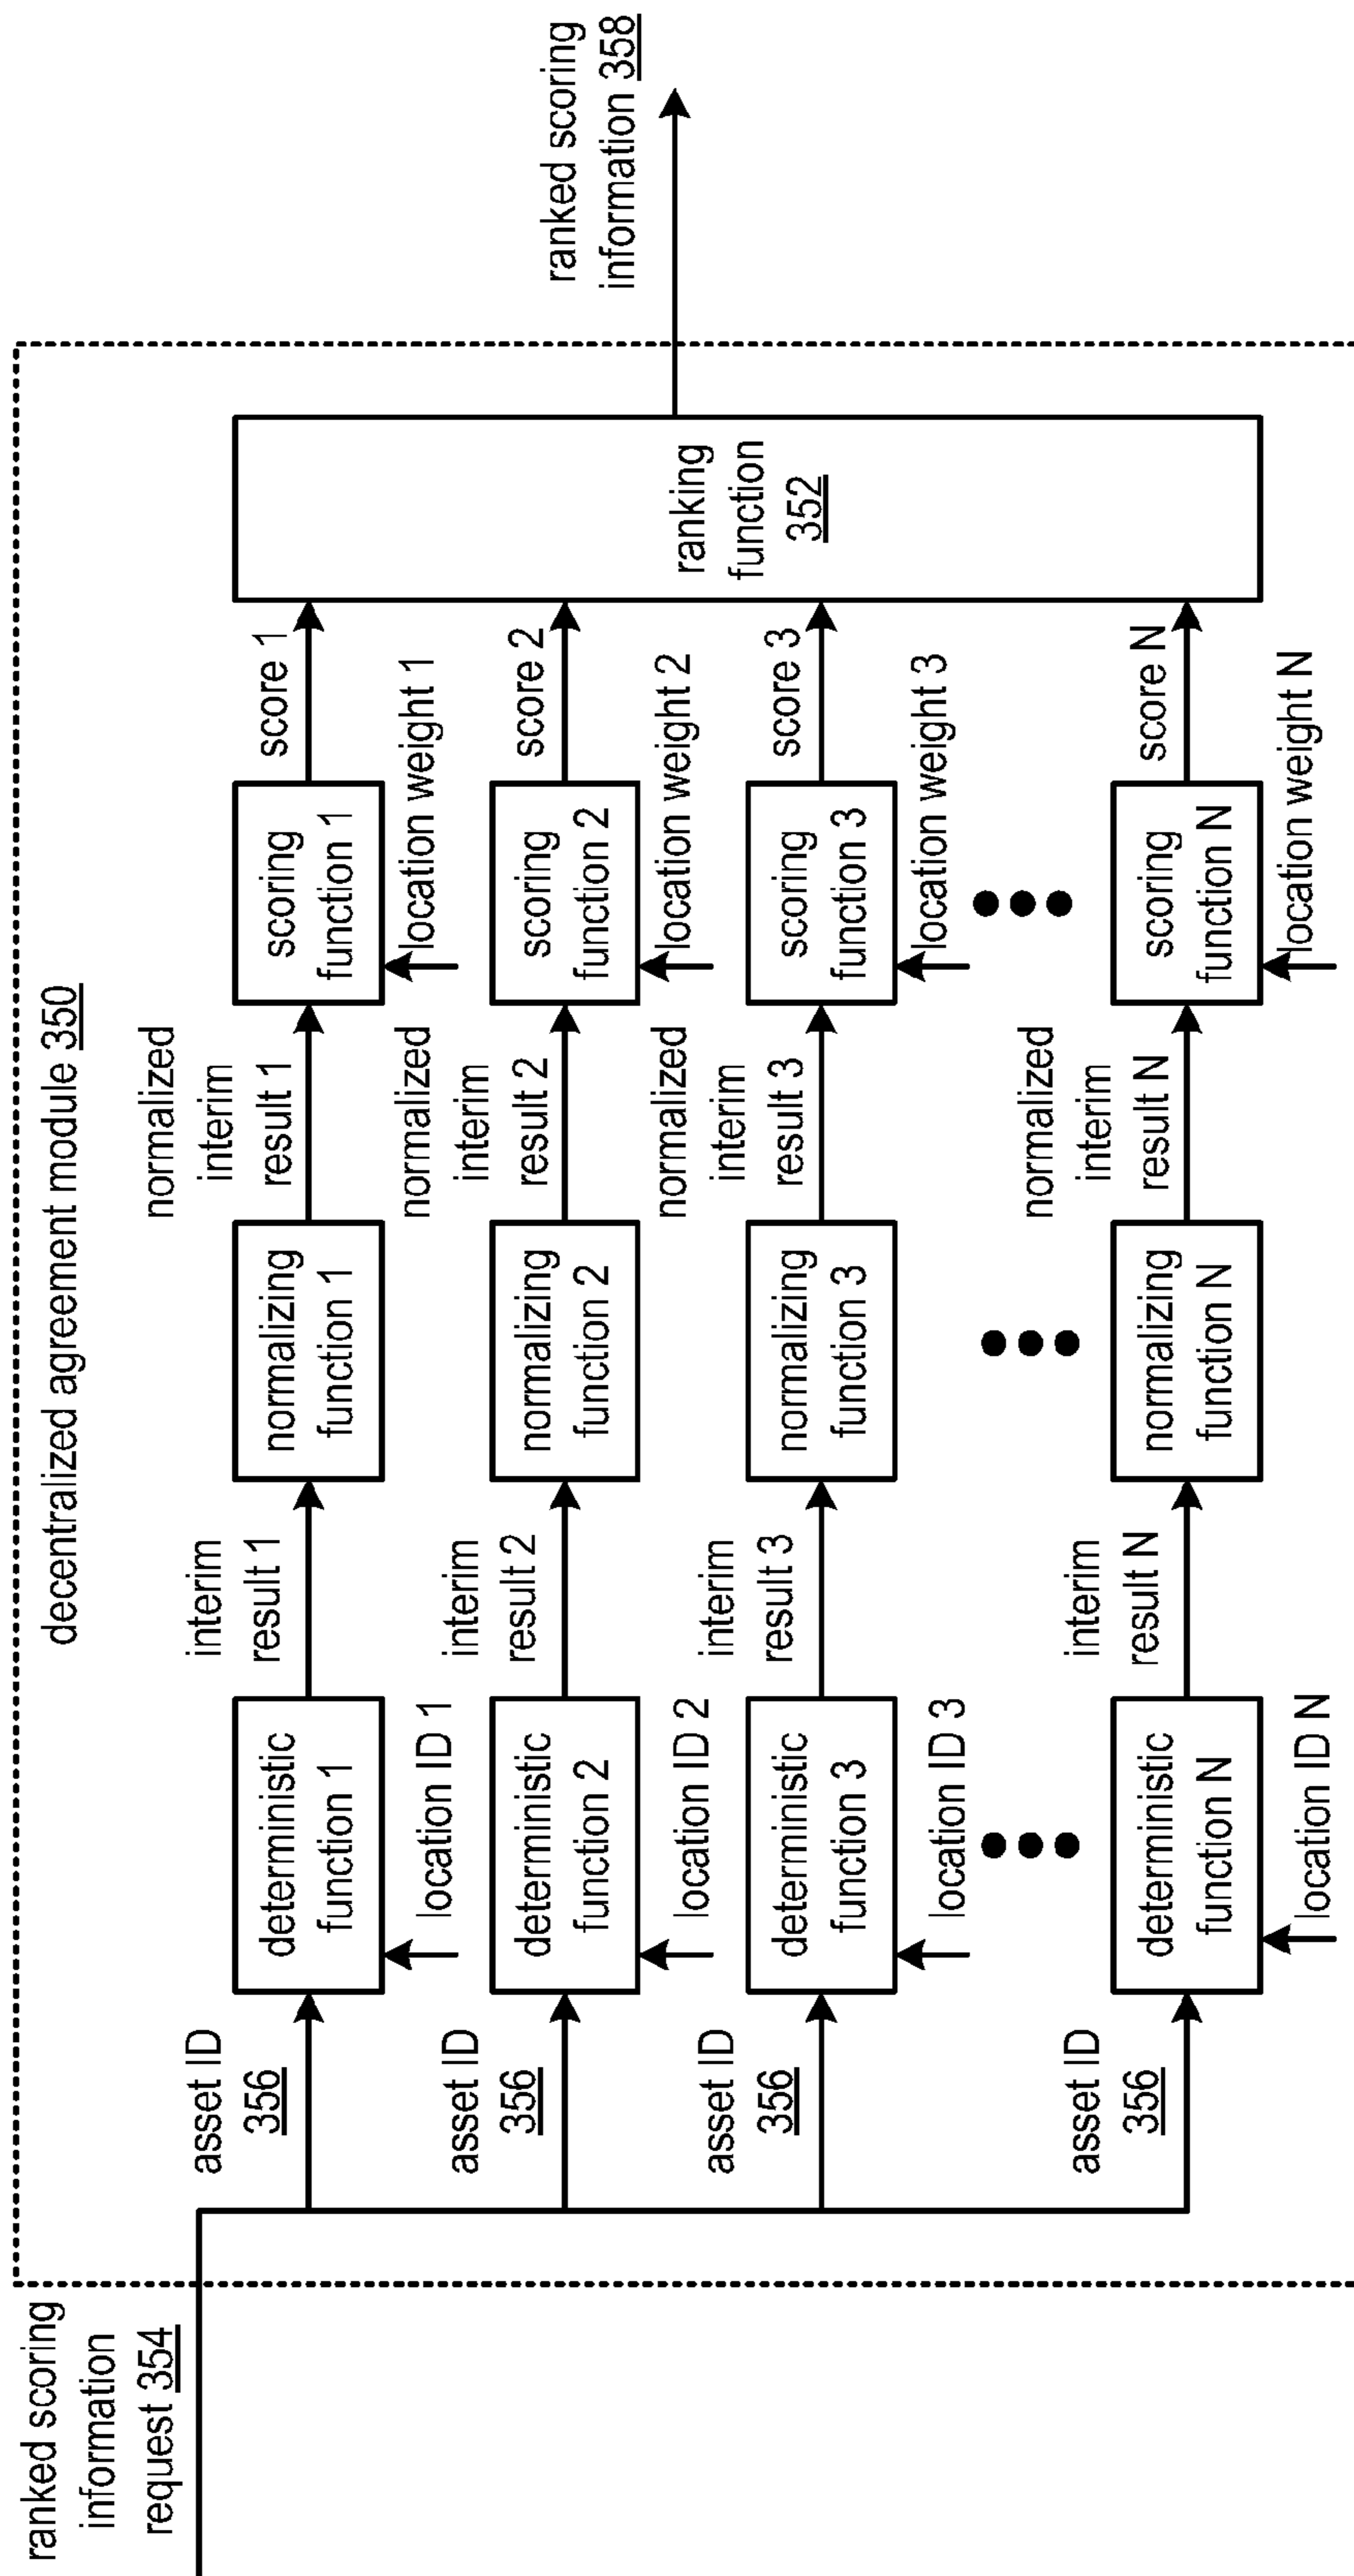 ranked scoring
information
request 354
decentralized agreement module 350
asset ID
356
deterministic
function 1
location ID 1
interim
result 1
normalizing
function 1
normalized
interim
result 1
scoring
function 1
location weight 1
score 1
asset ID
356
deterministic
function 2
location ID 2
interim
result 2
normalizing
function 2
normalized
interim
result 2
scoring
function 2
location weight 2
score 2
asset ID
356
deterministic
function 3
location ID 3
interim
result 3
normalizing
function 3
normalized
interim
result 3
scoring
function 3
location weight 3
score 3
asset ID
356
deterministic
function N
location ID N
interim
result N
normalizing
function N
normalized
interim
result N
scoring
function N
location weight N
score N
ranking
function
352
ranked scoring
information 358